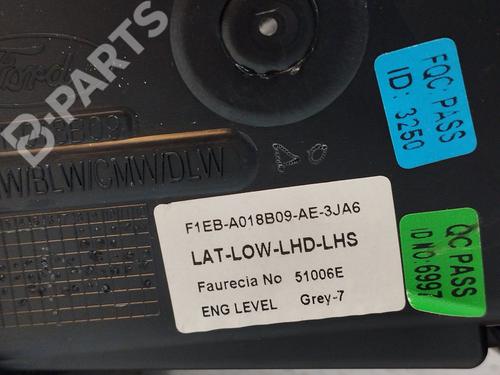 B-PARTS
Ford
/BLW/CMW/DLW
F1EB-A018B09-AE-3JA6
LAT-LOW-LHD-LHS
Faurecia No 51006E
ENG LEVEL Grey-7
FQC PASS
ID: 3250
QC PASS
ID NO: 6997